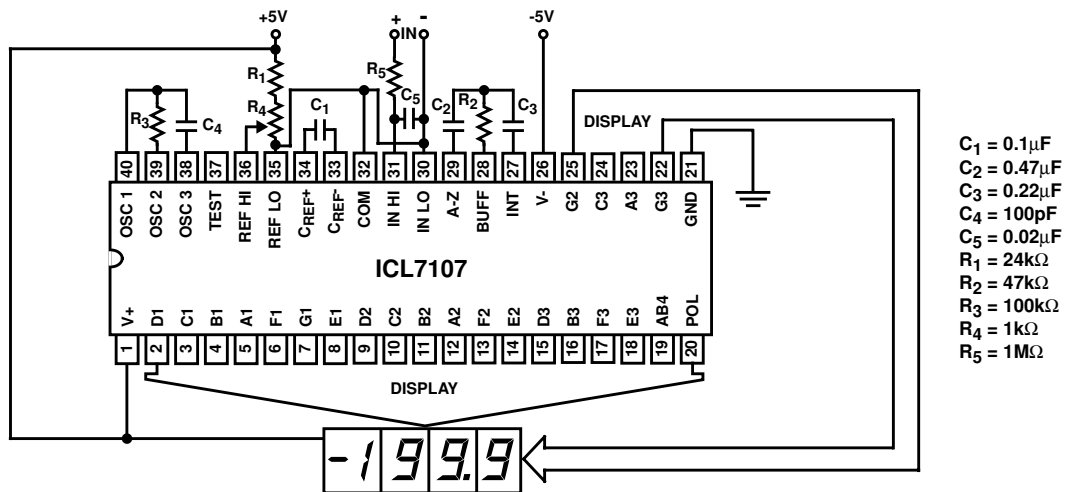 +5V
+ -
IN
-5V
R1
R5
R4
C1
C5
C2 R2 C3
R3
C4
DISPLAY
40 39 38 37 36 35 34 33 32 31 30 29 28 27 26 25 24 23 22 21
OSC 1
OSC 2
OSC 3
TEST
REF HI
REF LO
CREF+
CREF-
COM
IN HI
IN LO
A-Z
BUFF
INT
V-
G2
C3
A3
G3
GND
ICL7107
V+
D1
C1
B1
A1
F1
G1
E1
D2
C2
B2
A2
F2
E2
D3
B3
F3
E3
AB4
POL
1 2 3 4 5 6 7 8 9 10 11 12 13 14 15 16 17 18 19 20
DISPLAY
-199.9
C1 = 0.1μF
C2 = 0.47μF
C3 = 0.22μF
C4 = 100pF
C5 = 0.02μF
R1 = 24kΩ
R2 = 47kΩ
R3 = 100kΩ
R4 = 1kΩ
R5 = 1MΩ